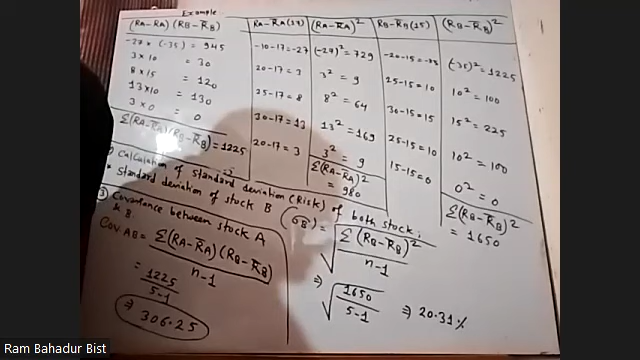 Example
(RA-RA) (RB-R̅B)
RA-R̅A(17)
(RA-R̅A)²
RB-R̅B(15)
(RB-R̅B)²
-27 × (-35) = 945
-10-17=-27
(-27)²=729
(-35)²=1225
3×10 = 30
20-17=3
3² = 9
25-15=10
10²=100
8×15 = 120
25-17=8
8² = 64
30-15=15
15²=225
13×10 = 130
30-17=13
13²=169
25-15=10
10²=100
3×0 = 0
20-17=3
3² = 9
15-15=0
0²=0
Σ(RA-R̅A)(RB-R̅B)=1225
Σ(RA-R̅A)²
= 980
Σ(RB-R̅B)²
= 1650
Calculation of standard deviation (Risk) of both stock.
Standard deviation of stock B (σB) = √Σ(RB-R̅B)²
n-1
③ Covariance between stock A
& B
Cov. AB = Σ(RA-R̅A)(RB-R̅B)
n-1
= 1225
5-1
⇒ 306.25
⇒ √1650
5-1
⇒ 20.31%
Ram Bahadur Bist